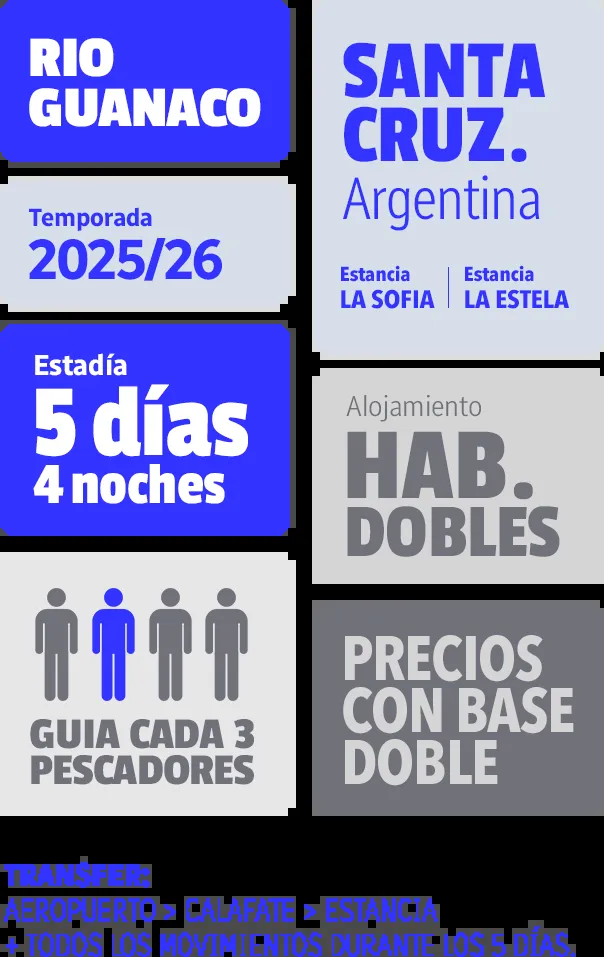 RIO
GUANACO
Temporada
2025/26
Estadía
5 días
4 noches
GUIA CADA 3
PESCADORES
SANTA
CRUZ.
Argentina
Estancia
LA SOFIA
Estancia
LA ESTELA
Alojamiento
HAB.
DOBLES
PRECIOS
CON BASE
DOBLE
TRANSFER:
AEROPUERTO > CALAFATE > ESTANCIA
+ TODOS LOS MOVIMIENTOS DURANTE LOS 5 DÍAS.